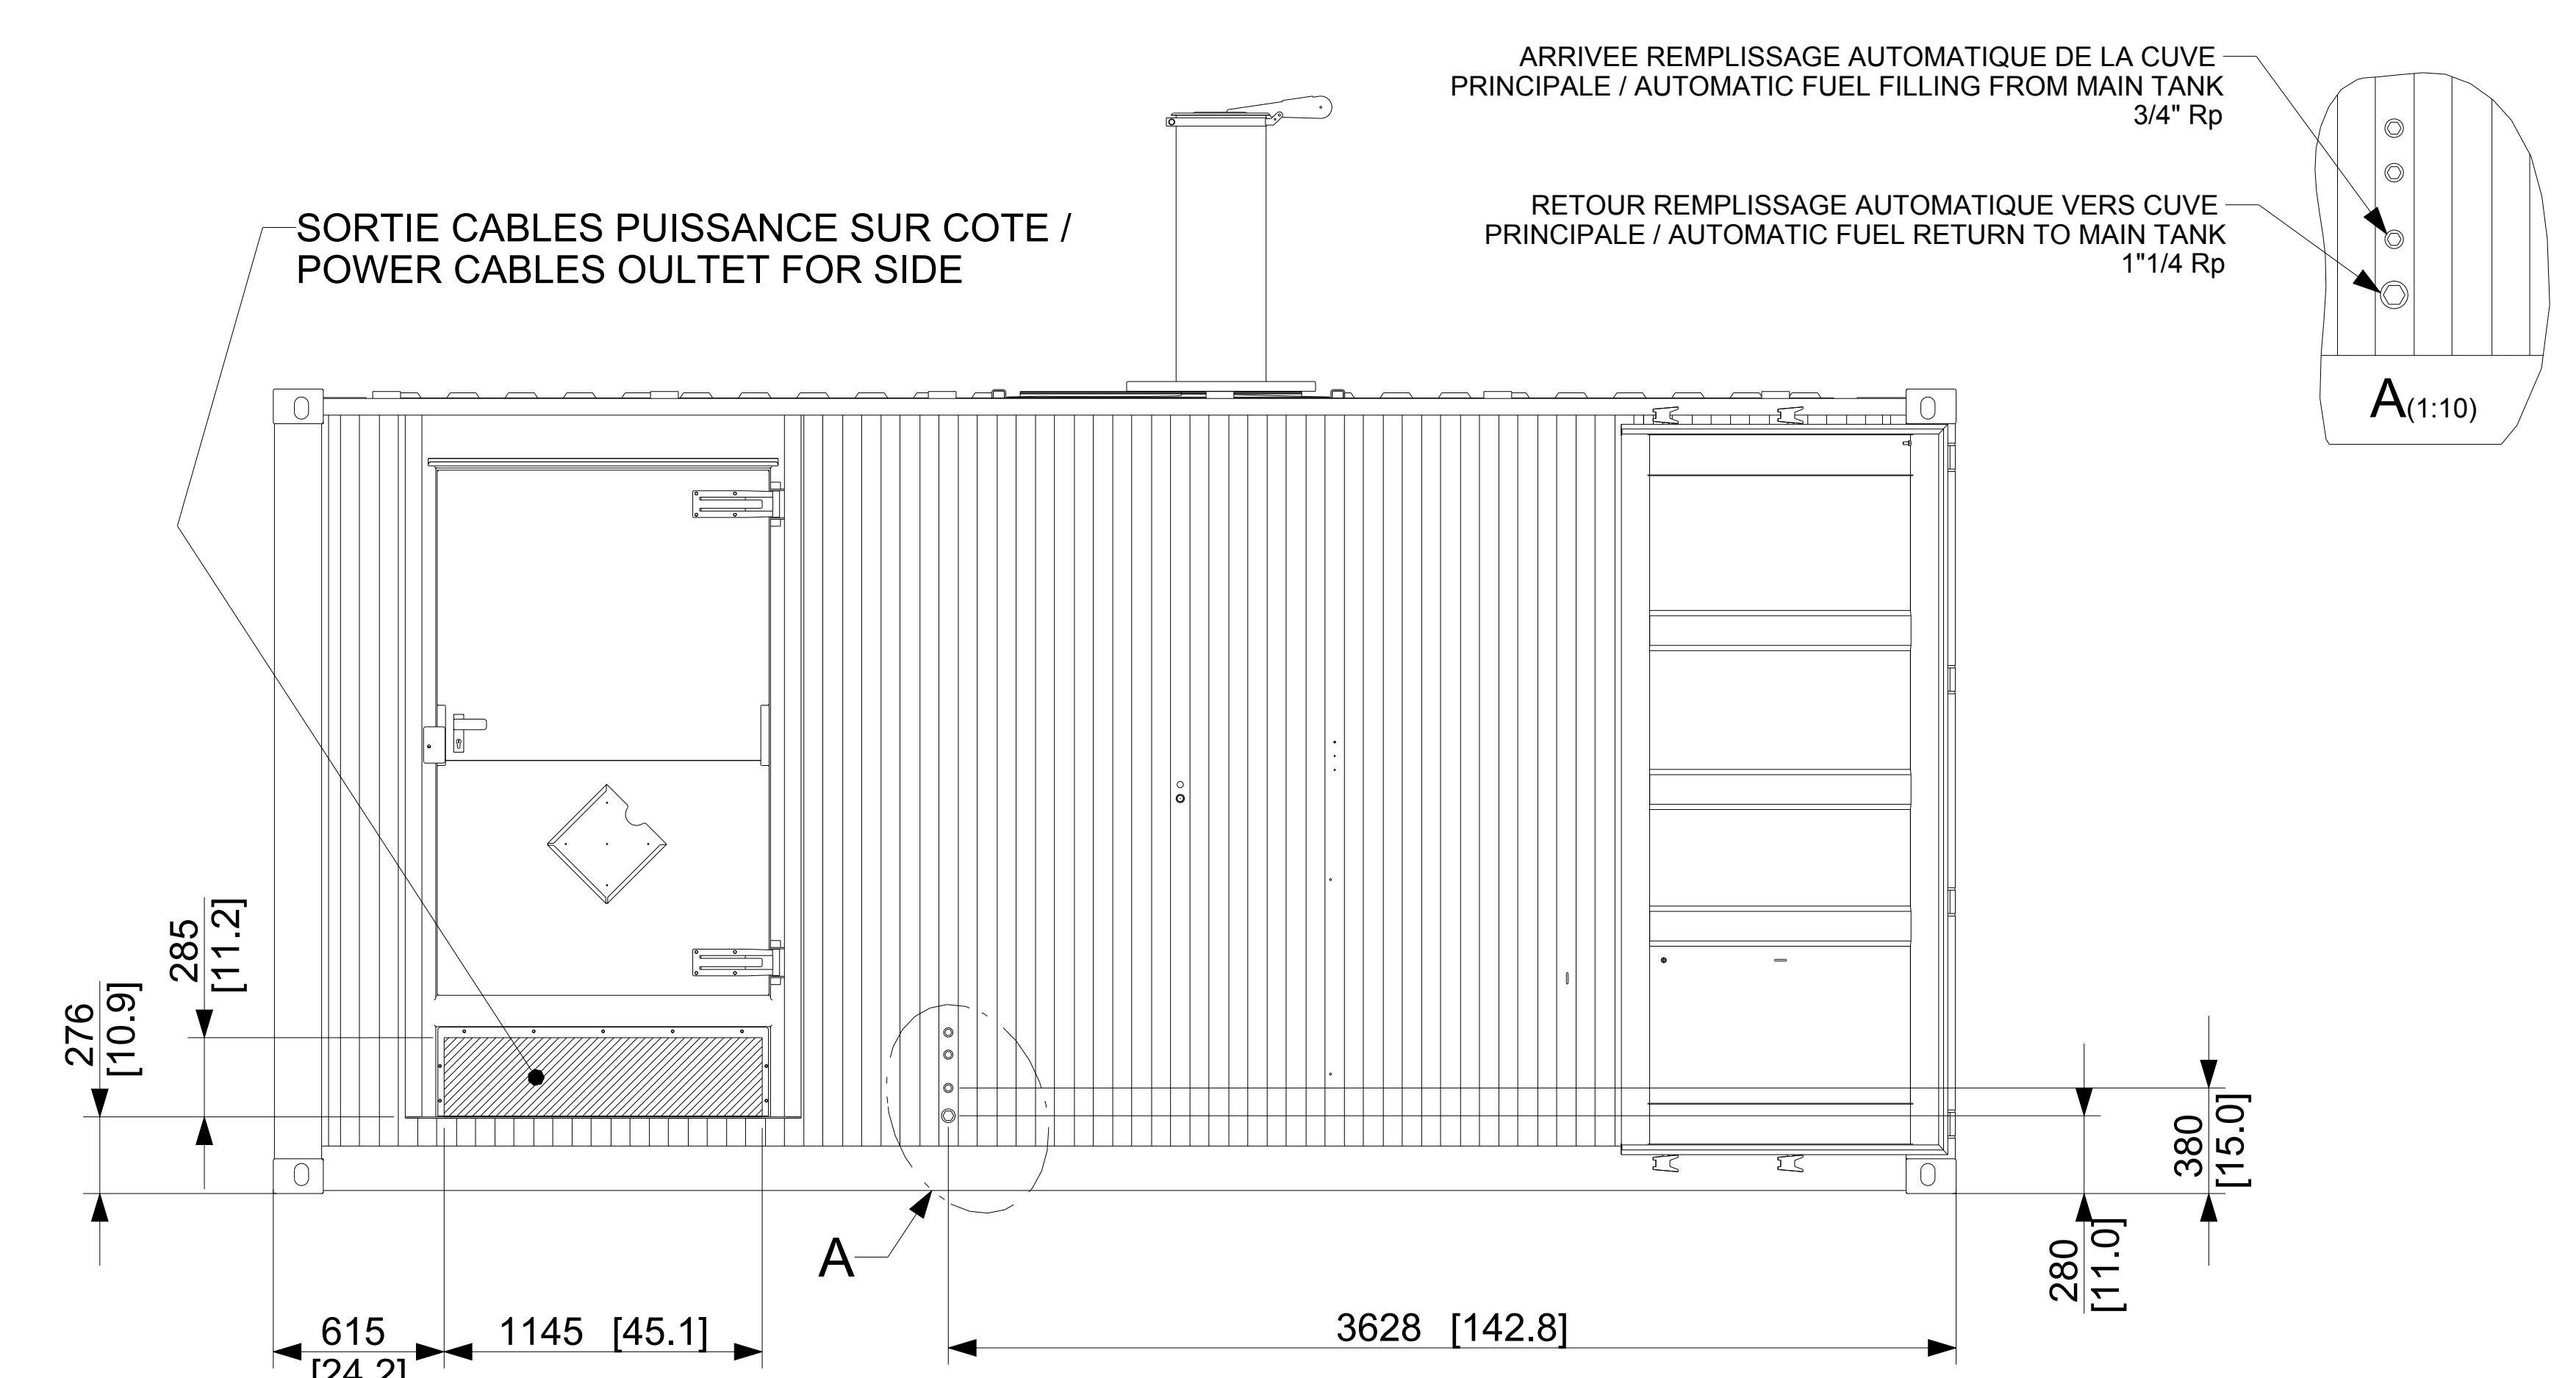 ARRIVEE REMPLISSAGE AUTOMATIQUE DE LA CUVE
PRINCIPALE / AUTOMATIC FUEL FILLING FROM MAIN TANK
3/4" Rp
RETOUR REMPLISSAGE AUTOMATIQUE VERS CUVE
PRINCIPALE / AUTOMATIC FUEL RETURN TO MAIN TANK
1"1/4 Rp
SORTIE CABLES PUISSANCE SUR COTE /
POWER CABLES OULTET FOR SIDE
A(1:10)
285
[11.2]
276
[10.9]
380
[15.0]
280
[11.0]
A
615
[24.2]
1145 [45.1]
3628 [142.8]